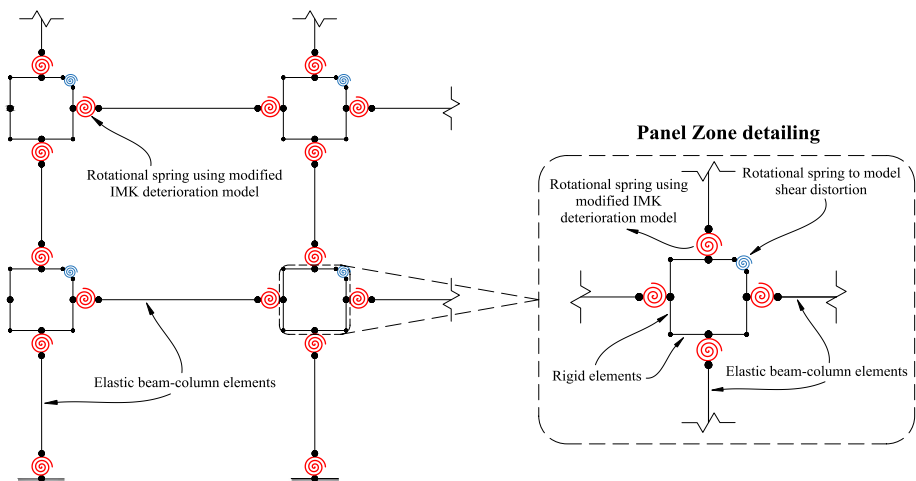 Rotational spring using modified
IMK deterioration model
Elastic beam-column elements
Panel Zone detailing
Rotational spring using
modified IMK
deterioration model
Rotational spring to model
shear distortion
Rigid elements
Elastic beam-column elements